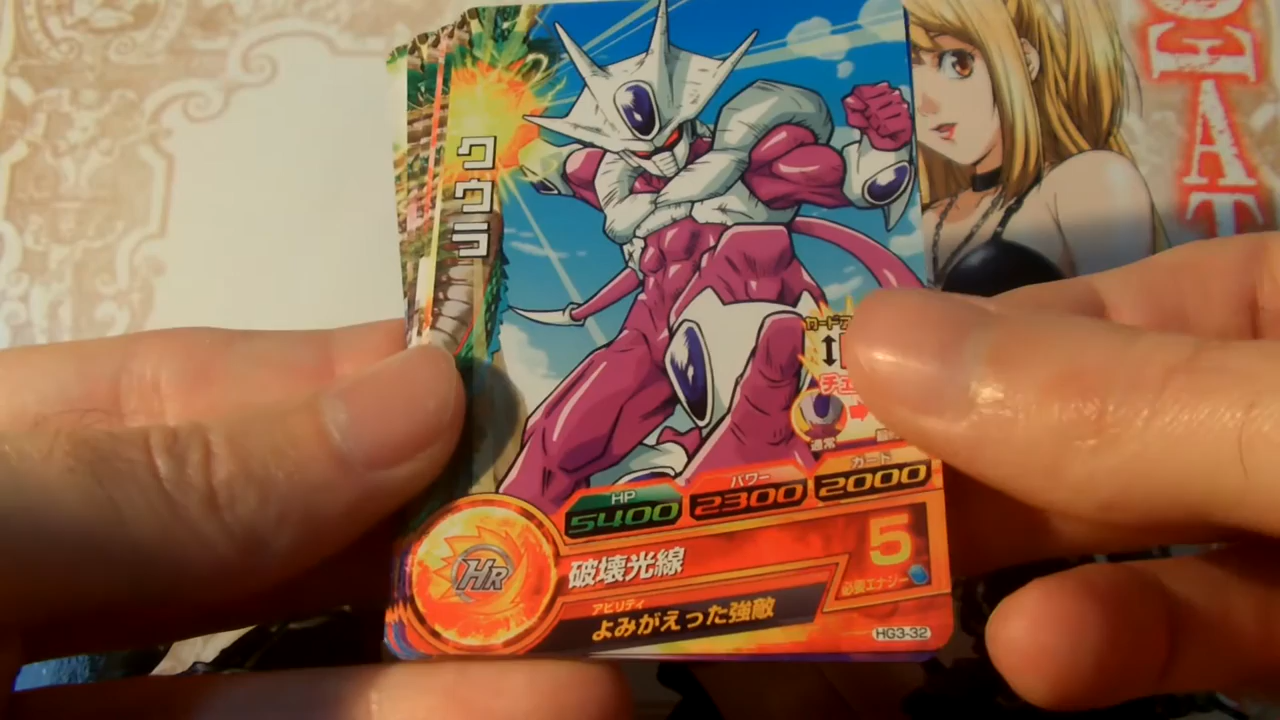 クウラ
カードア
チェ
通常
HP
5400
パワー
2300
ガード
2000
HR
破壊光線
5
必要エナジー
アビリティ
よみがえった強敵
HG3-32